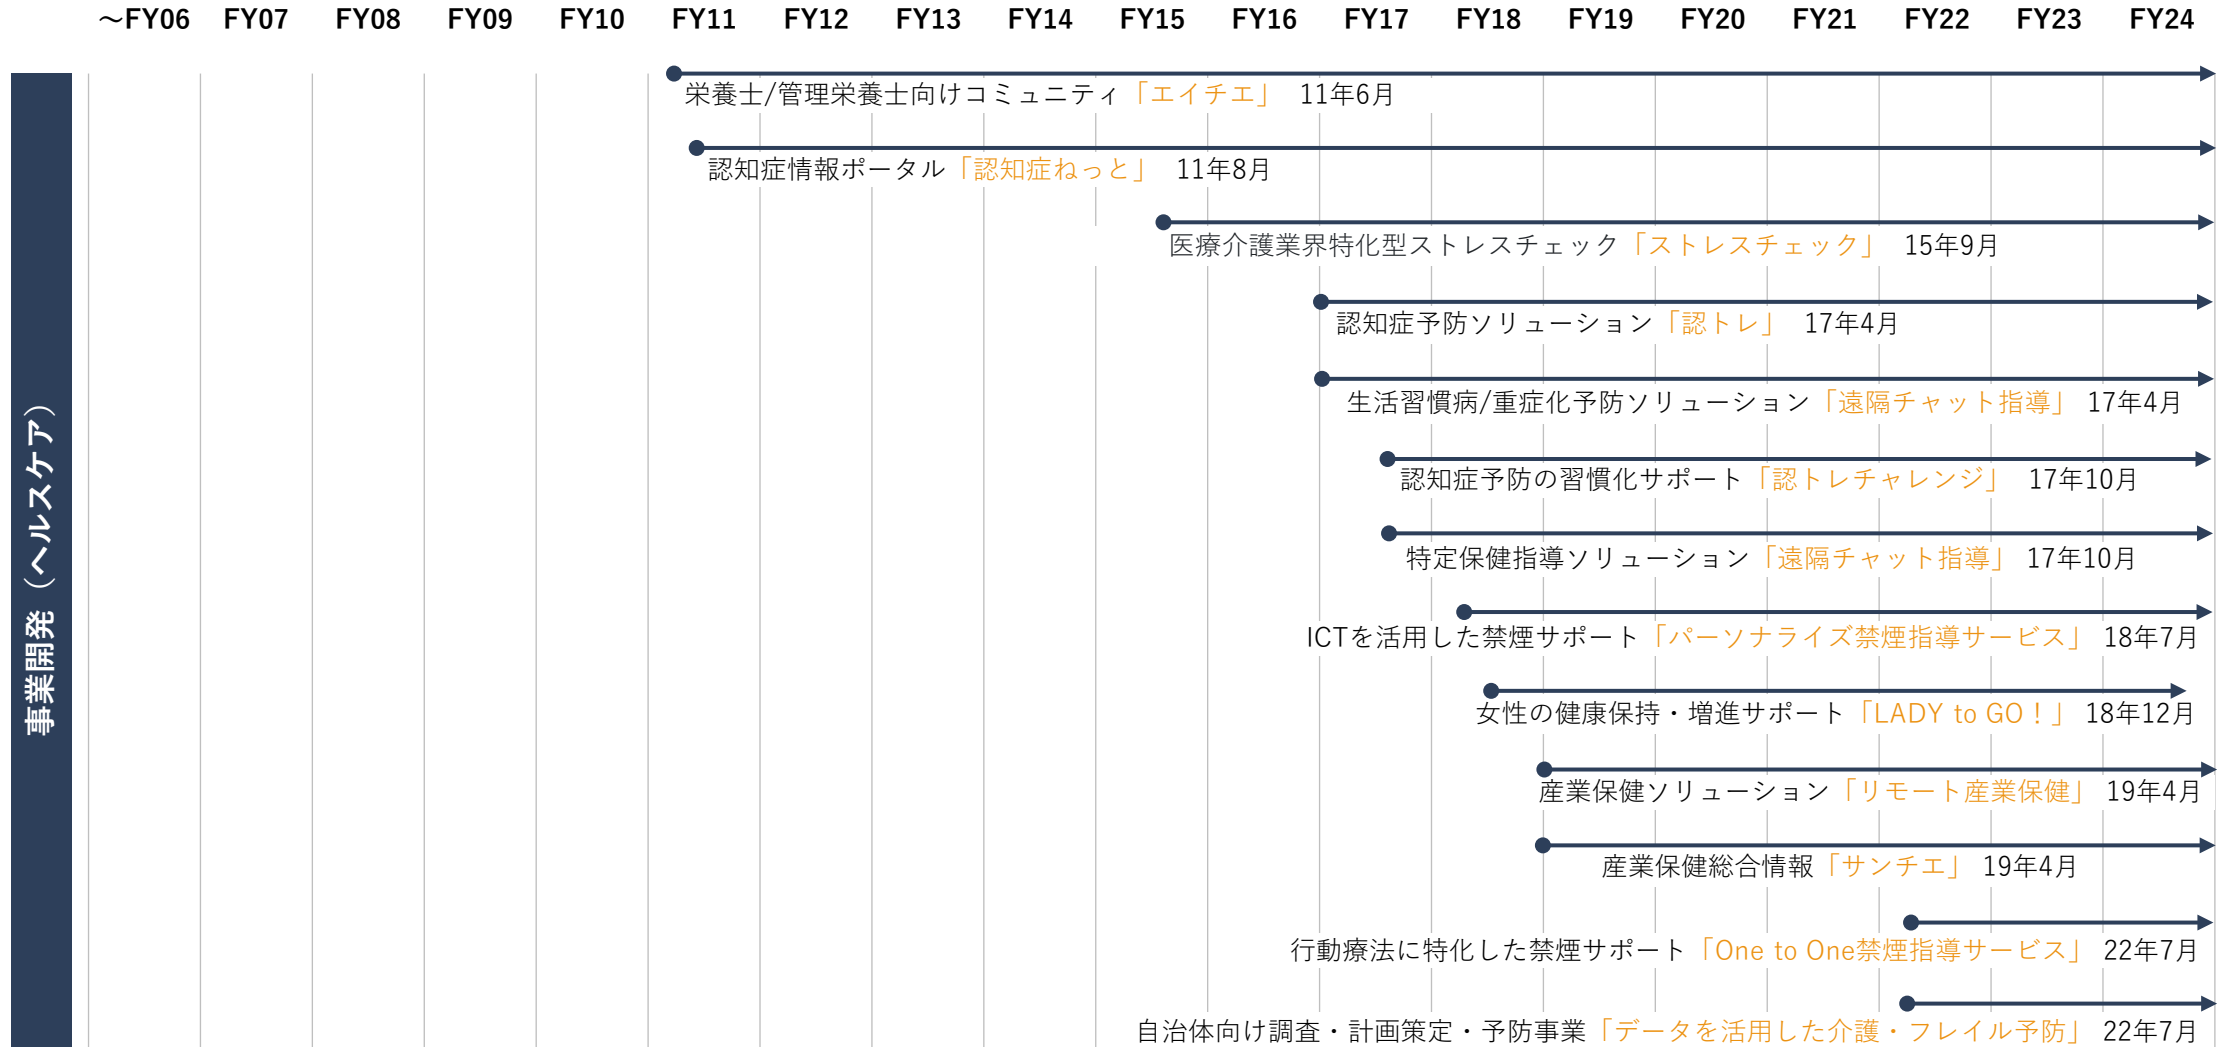 ～FY06 FY07 FY08 FY09 FY10 FY11 FY12 FY13 FY14 FY15 FY16 FY17 FY18 FY19 FY20 FY21 FY22 FY23 FY24
事業開発（ヘルスケア）
栄養士/管理栄養士向けコミュニティ「エイチエ」 11年6月
認知症情報ポータル「認知症ねっと」 11年8月
医療介護業界特化型ストレスチェック「ストレスチェック」 15年9月
認知症予防ソリューション「認トレ」 17年4月
生活習慣病/重症化予防ソリューション「遠隔チャット指導」 17年4月
認知症予防の習慣化サポート「認トレチャレンジ」 17年10月
特定保健指導ソリューション「遠隔チャット指導」 17年10月
ICTを活用した禁煙サポート「パーソナライズ禁煙指導サービス」 18年7月
女性の健康保持・増進サポート「LADY to GO！」 18年12月
産業保健ソリューション「リモート産業保健」 19年4月
産業保健総合情報「サンチエ」 19年4月
行動療法に特化した禁煙サポート「One to One禁煙指導サービス」 22年7月
自治体向け調査・計画策定・予防事業「データを活用した介護・フレイル予防」 22年7月